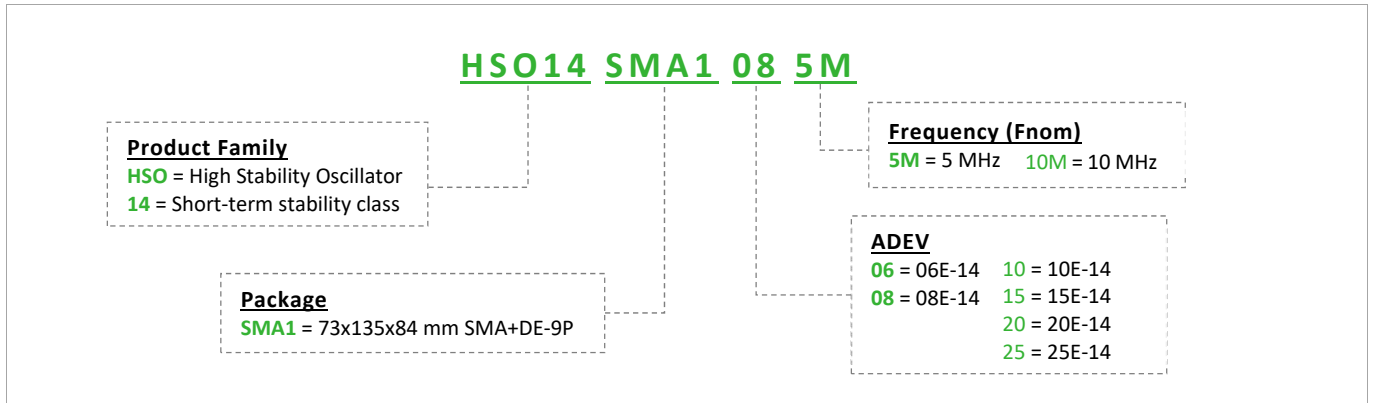 HSO14 SMA1 08 5M
Product Family
HSO = High Stability Oscillator
14 = Short-term stability class
Package
SMA1 = 73x135x84 mm SMA+DE-9P
Frequency (Fnom)
5M = 5 MHz 10M = 10 MHz
ADEV
06 = 06E-14 10 = 10E-14
08 = 08E-14 15 = 15E-14
20 = 20E-14
25 = 25E-14